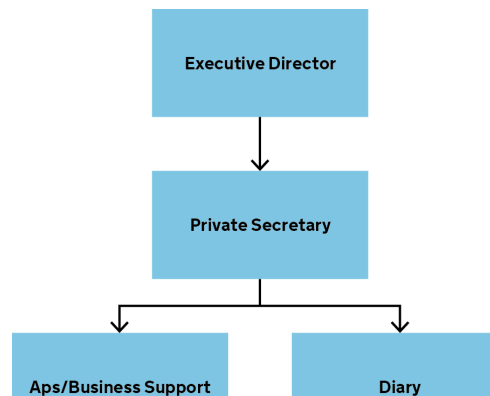 Executive Director
Private Secretary
Aps/Business Support
Diary